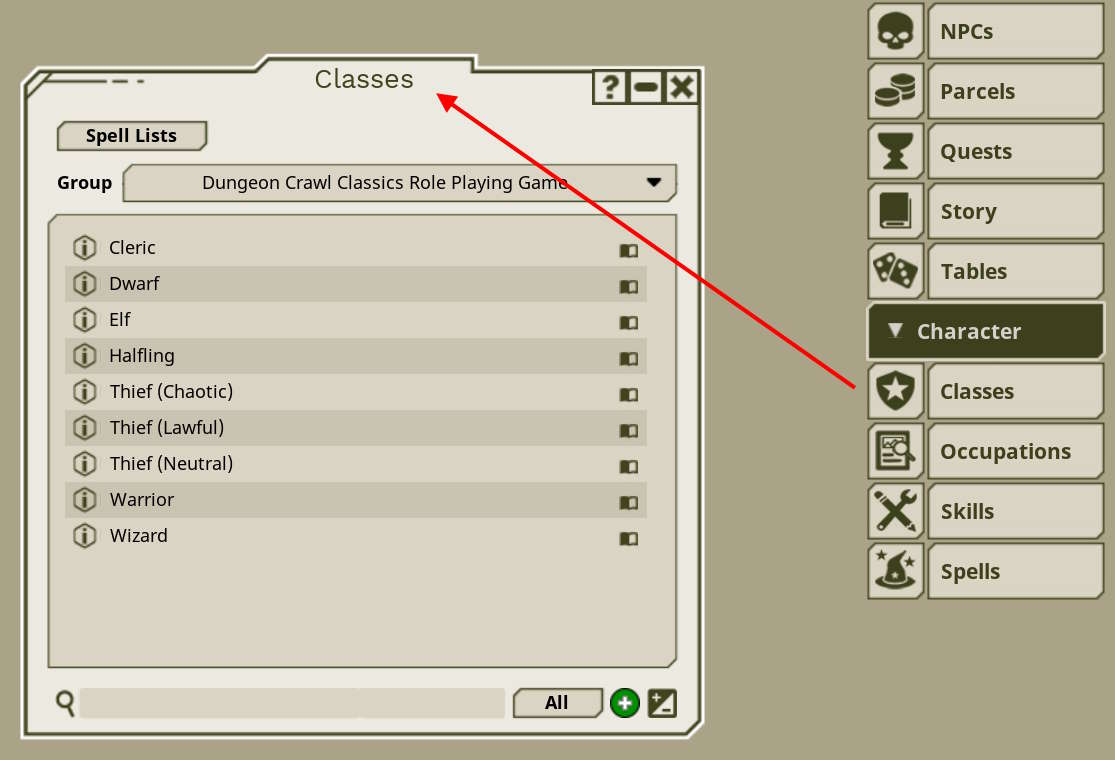 Classes
?
Spell Lists
Group
Dungeon Crawl Classics Role Playing Game
Cleric
Dwarf
Elf
Halfling
Thief (Chaotic)
Thief (Lawful)
Thief (Neutral)
Warrior
Wizard
All
NPCs
Parcels
Quests
Story
Tables
Character
Classes
Occupations
Skills
Spells